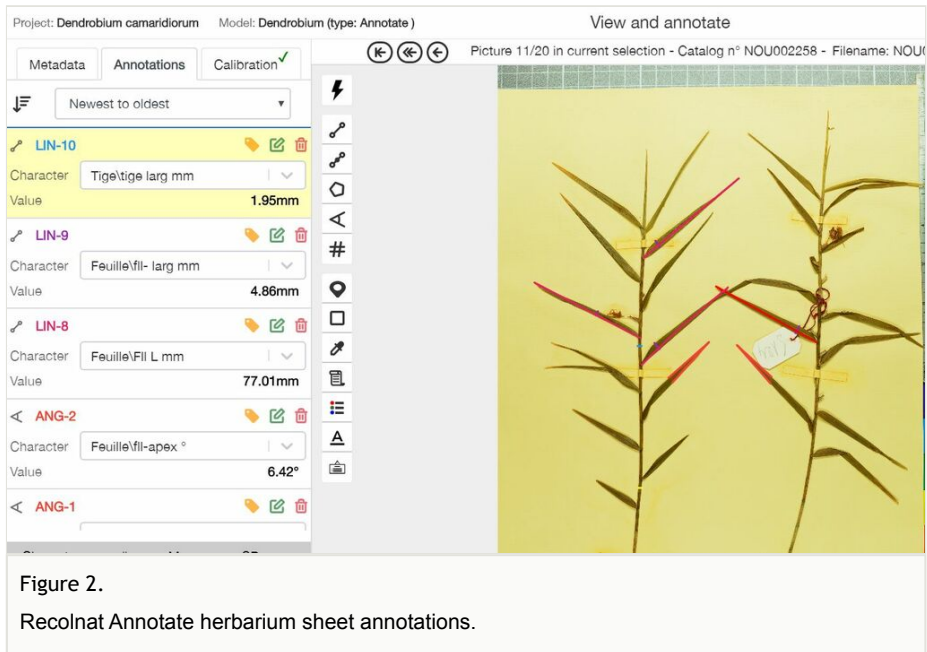 Project: Dendrobium camaridiorum Model: Dendrobium (type: Annotate )
View and annotate
Metadata Annotations Calibration
Picture 11/20 in current selection - Catalog n° NOU002258 - Filename: NOU
Newest to oldest
LIN-10
Character Tige\tige larg mm
Value 1.95mm
LIN-9
Character Feuille\fll- larg mm
Value 4.86mm
LIN-8
Character Feuille\Fll L mm
Value 77.01mm
ANG-2
Character Feuille\fll-apex °
Value 6.42°
ANG-1
Figure 2.
Recolnat Annotate herbarium sheet annotations.